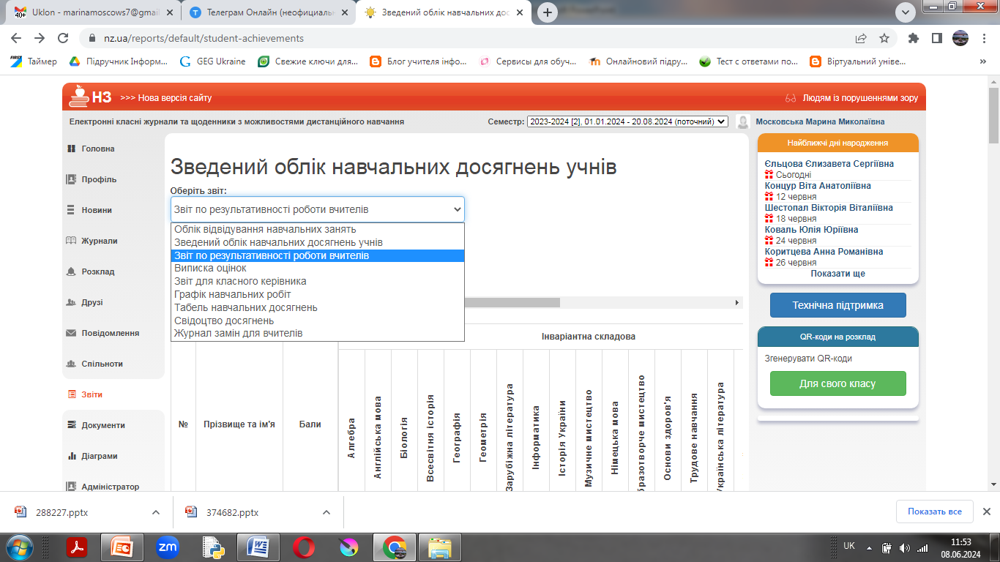 Uklon - marinamoscows7@gmail
Телеграм Онлайн (неофициальн
Зведений облік навчальних дос
nz.ua/reports/default/student-achievements
Таймер
Підручник Інформ...
GEG Ukraine
Свежие ключи для...
Блог учителя інфо...
Сервисы для обуч...
Онлайновий підру...
Тест с ответами по...
Віртуальний уніве...
»
НЗ >>> Нова версія сайту
Людям із порушеннями зору
Електронні класні журнали та щоденники з можливостями дистанційного навчання
Семестр: 2023-2024 [2], 01.01.2024 - 20.08.2024 (поточний)
Московська Марина Миколаївна
Головна
Профіль
Новини
Журнали
Розклад
Друзі
Повідомлення
Спільноти
Звіти
Документи
Діаграми
Адміністратор
Зведений облік навчальних досягнень учнів
Оберіть звіт:
Звіт по результативності роботи вчителів
Облік відвідування навчальних занять
Зведений облік навчальних досягнень учнів
Звіт по результативності роботи вчителів
Виписка оцінок
Звіт для класного керівника
Графік навчальних робіт
Табель навчальних досягнень
Свідоцтво досягнень
Журнал замін для вчителів
Інваріантна складова
№
Прізвище та ім'я
Бали
Алгебра
Англійська мова
Біологія
Всесвітня історія
Географія
Геометрія
Зарубіжна література
Інформатика
Історія України
Музичне мистецтво
Німецька мова
бразотворче мистецтво
Основи здоров'я
Трудове навчання
Українська література
Найближчі дні народження
Єльцова Єлизавета Сергіївна
Сьогодні
Концур Віта Анатоліївна
12 червня
Шестопал Вікторія Віталіївна
18 червня
Коваль Юлія Юріївна
24 червня
Коритцева Анна Романівна
26 червня
Показати ще
Технічна підтримка
QR-коди на розклад
Згенерувати QR-коди
Для свого класу
288227.pptx
374682.pptx
Показать все
UK
11:53
08.06.2024